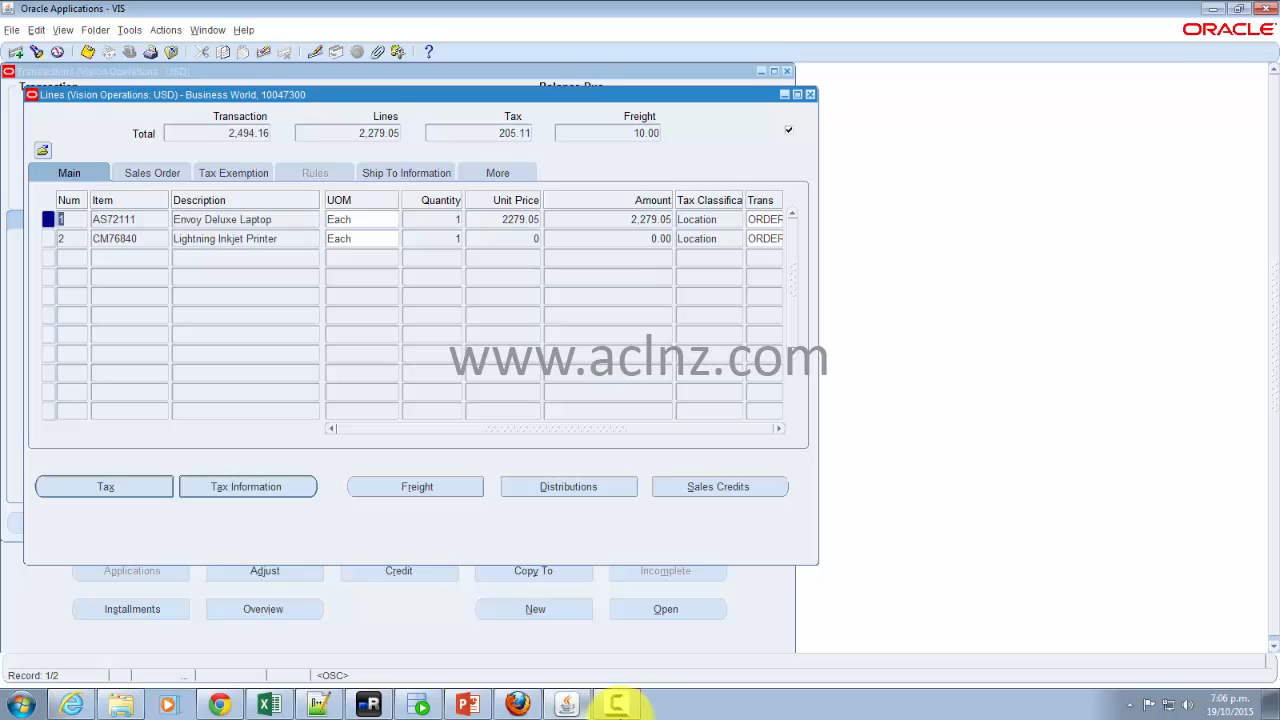 Oracle Applications - VIS
File Edit View Folder Tools Actions Window Help
ORACLE
Transactions (Vision Operations: USD)
Lines (Vision Operations: USD) - Business World, 10047300
Transaction Lines Tax Freight
Total 2,494.16 2,279.05 205.11 10.00
Main Sales Order Tax Exemption Rules Ship To Information More
Num Item Description UOM Quantity Unit Price Amount Tax Classifica Trans
1 AS72111 Envoy Deluxe Laptop Each 1 2279.05 2,279.05 Location ORDER
2 CM76840 Lightning Inkjet Printer Each 1 0 0.00 Location ORDER
www.aclnz.com
Tax Tax Information Freight Distributions Sales Credits
Applications Adjust Credit Copy To Incomplete
Installments Overview New Open
Record: 1/2 ... <OSC>
7:06 p.m.
19/10/2015